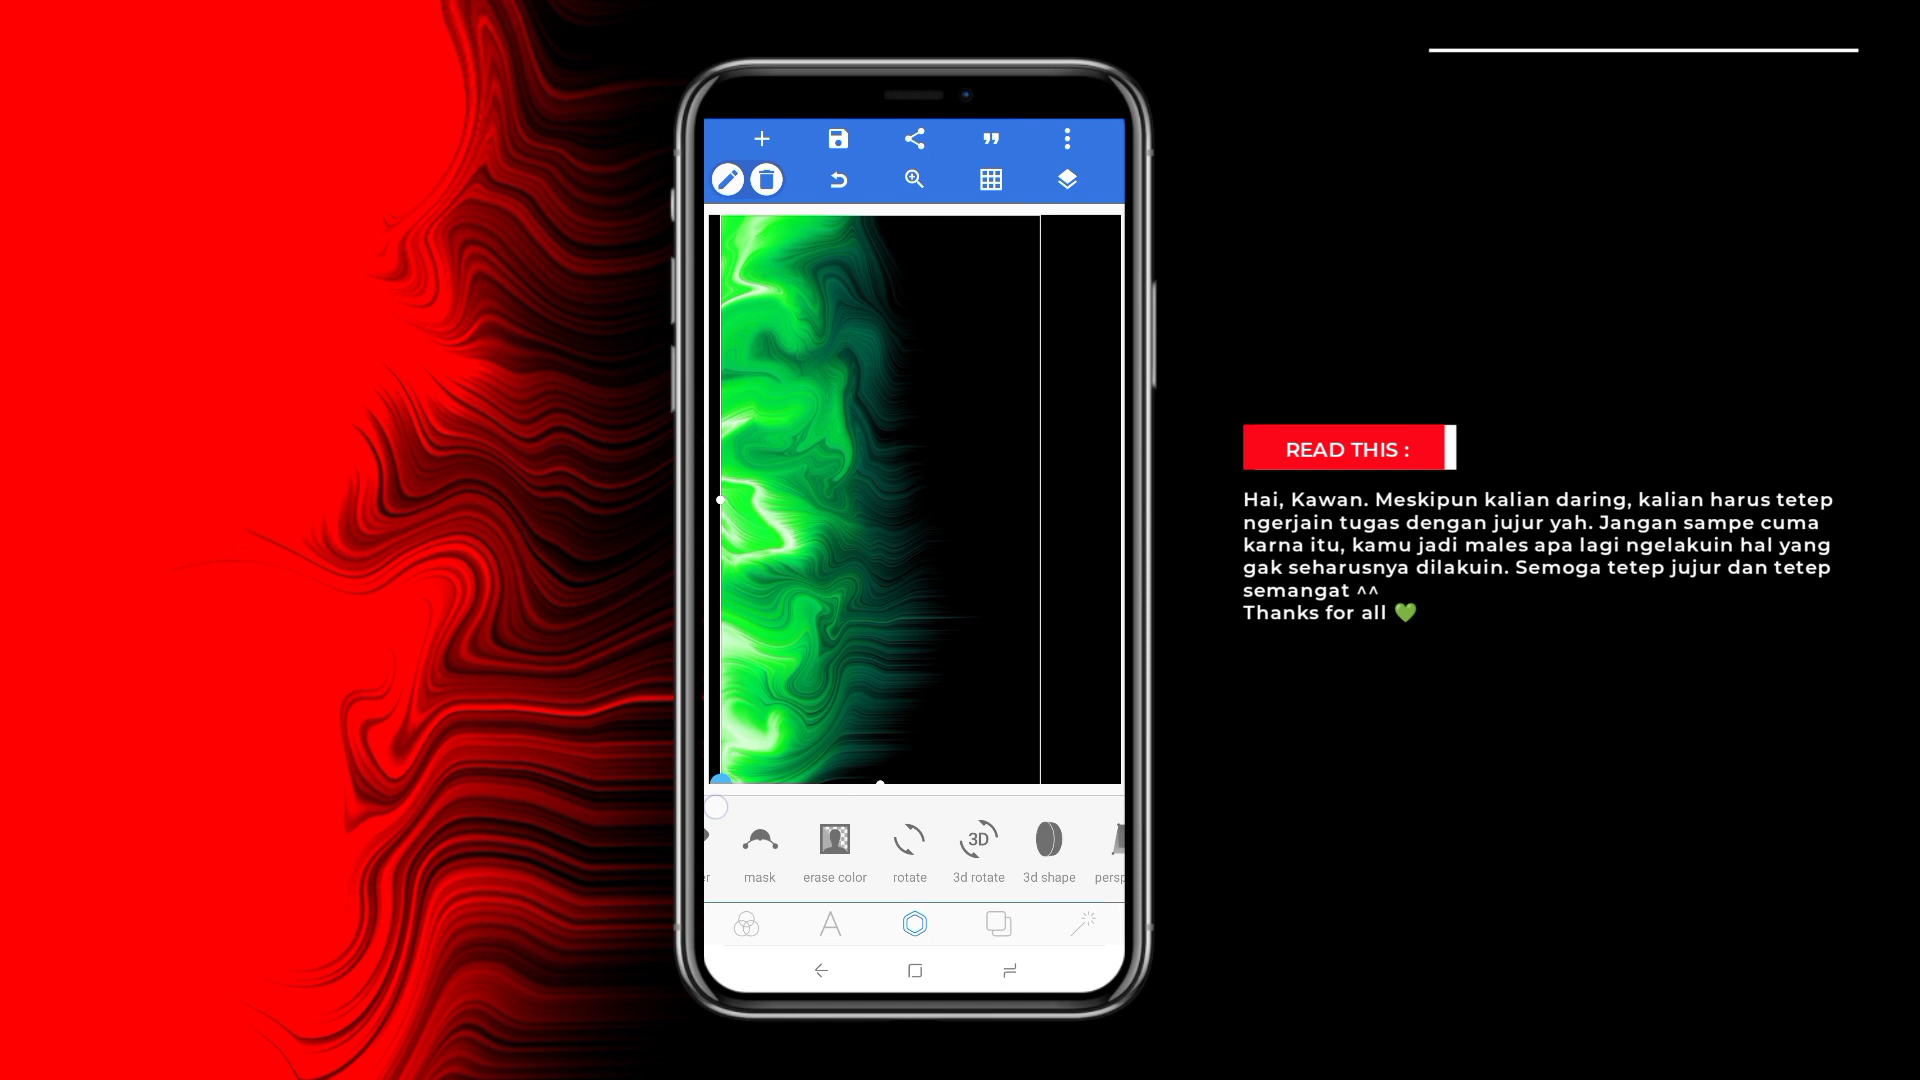 READ THIS :
Hai, Kawan. Meskipun kalian daring, kalian harus tetep
ngerjain tugas dengan jujur yah. Jangan sampe cuma
karna itu, kamu jadi males apa lagi ngelakuin hal yang
gak seharusnya dilakuin. Semoga tetep jujur dan tetep
semangat ^^
Thanks for all 💚
3D
er mask erase color rotate 3d rotate 3d shape persp
A